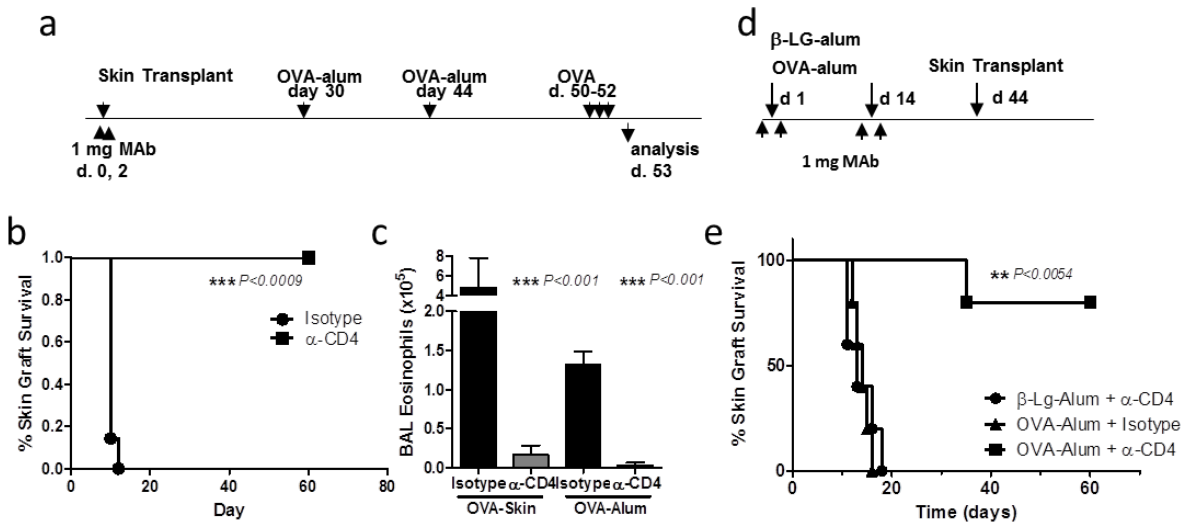 a
Skin Transplant
OVA-alum
day 30
OVA-alum
day 44
OVA
d. 50-52
1 mg MAb
d. 0, 2
analysis
d. 53
d
β-LG-alum
OVA-alum
Skin Transplant
d 1
d 14
d 44
1 mg MAb
b
% Skin Graft Survival
1.0
0.8
0.6
0.4
0.2
0.0
*** P<0.0009
Isotype
α-CD4
0
20
40
60
80
Day
c
BAL Eosinophils (x10⁵)
8
6
4
2.0
1.5
1.0
0.5
0.0
*** P<0.001
*** P<0.001
Isotype α-CD4 Isotype α-CD4
OVA-Skin
OVA-Alum
e
% Skin Graft Survival
100
50
0
** P<0.0054
β-Lg-Alum + α-CD4
OVA-Alum + Isotype
OVA-Alum + α-CD4
0
20
40
60
Time (days)